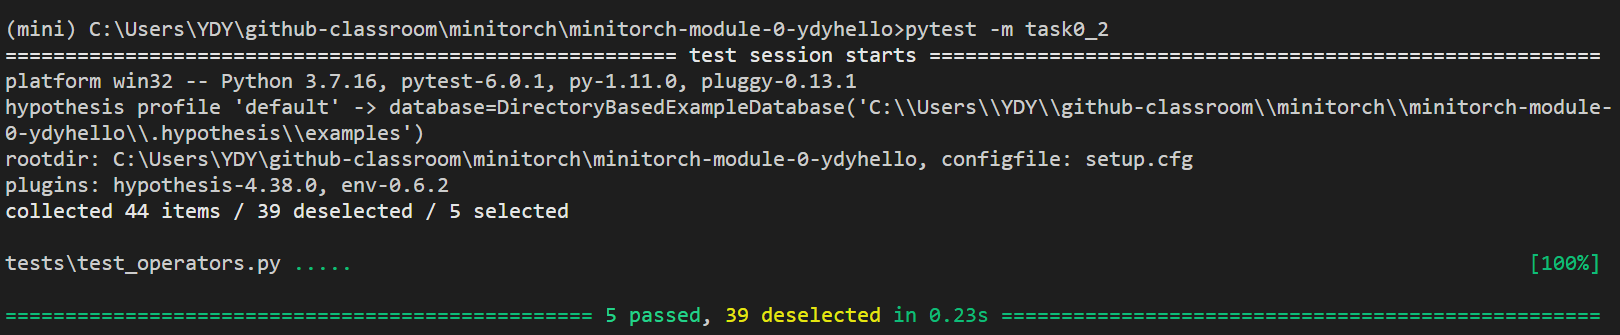 (mini) C:\Users\YDY\github-classroom\minitorch\minitorch-module-0-ydyhello>pytest -m task0_2
======================================================== test session starts ========================================================
platform win32 -- Python 3.7.16, pytest-6.0.1, py-1.11.0, pluggy-0.13.1
hypothesis profile 'default' -> database=DirectoryBasedExampleDatabase('C:\\Users\\YDY\\github-classroom\\minitorch\\minitorch-module-
0-ydyhello\\.hypothesis\\examples')
rootdir: C:\Users\YDY\github-classroom\minitorch\minitorch-module-0-ydyhello, configfile: setup.cfg
plugins: hypothesis-4.38.0, env-0.6.2
collected 44 items / 39 deselected / 5 selected
tests\test_operators.py ..... [100%]
================================================= 5 passed, 39 deselected in 0.23s ==================================================